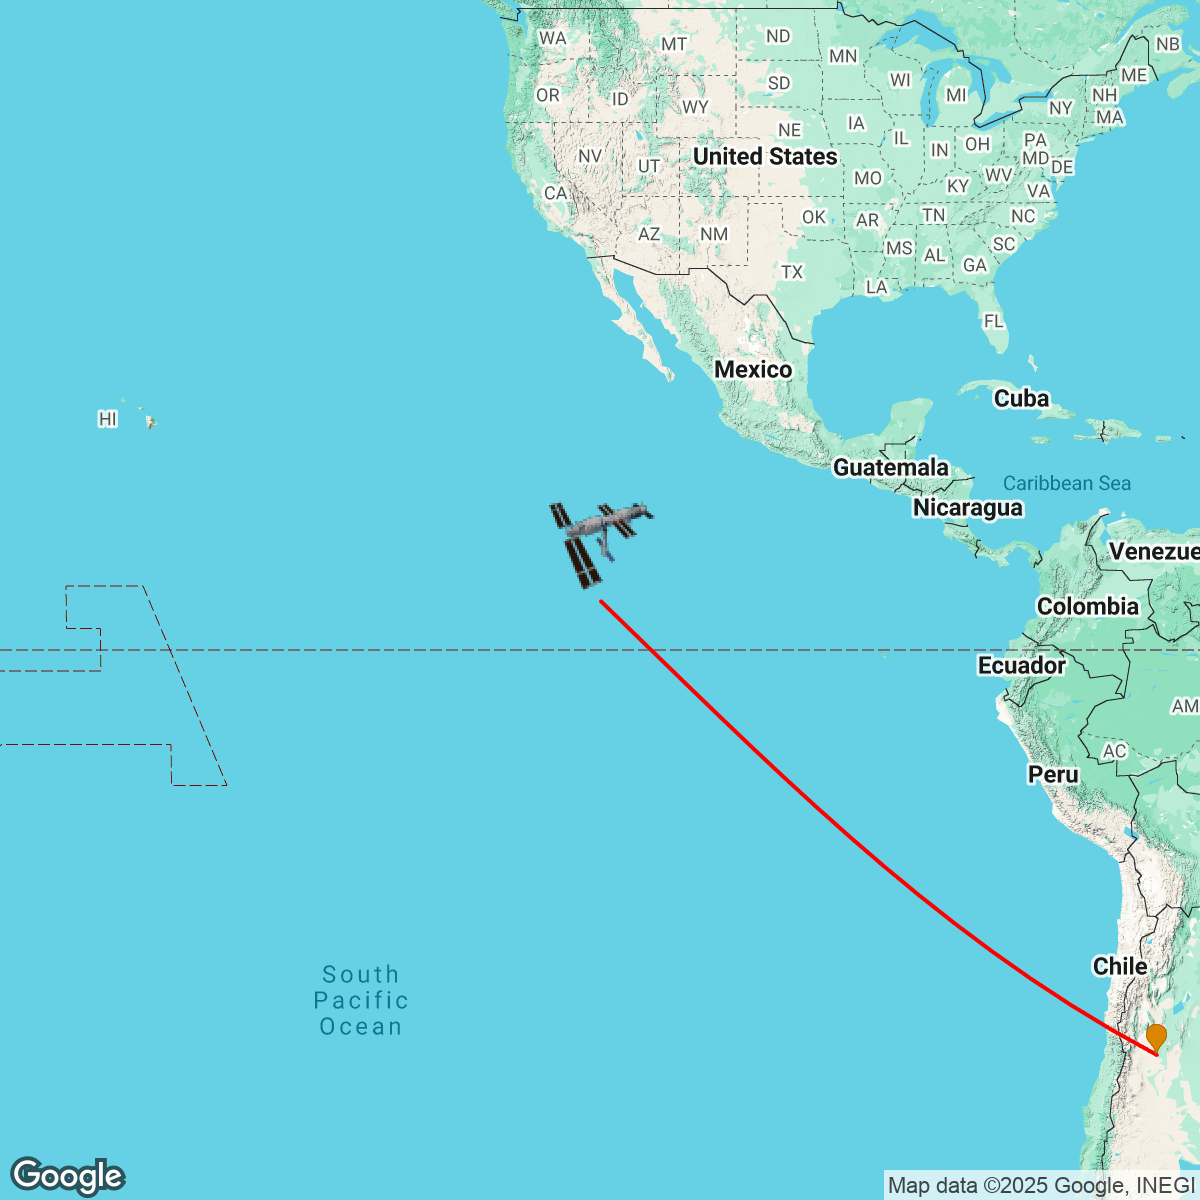 WA
MT
ND
MN
NB
OR
ID
SD
WI
ME
WY
MI
NH
NY
MA
NE
IA
NV
UT
United States
IL
IN
OH
PA
MD
DE
CA
MO
KY
WV
VA
AZ
NM
OK
AR
TN
NC
MS
AL
SC
GA
TX
LA
FL
Mexico
Cuba
HI
Guatemala
Caribbean Sea
Nicaragua
Venezue
Colombia
Ecuador
AM
AC
Peru
Chile
South
Pacific
Ocean
Google
Map data ©2025 Google, INEGI